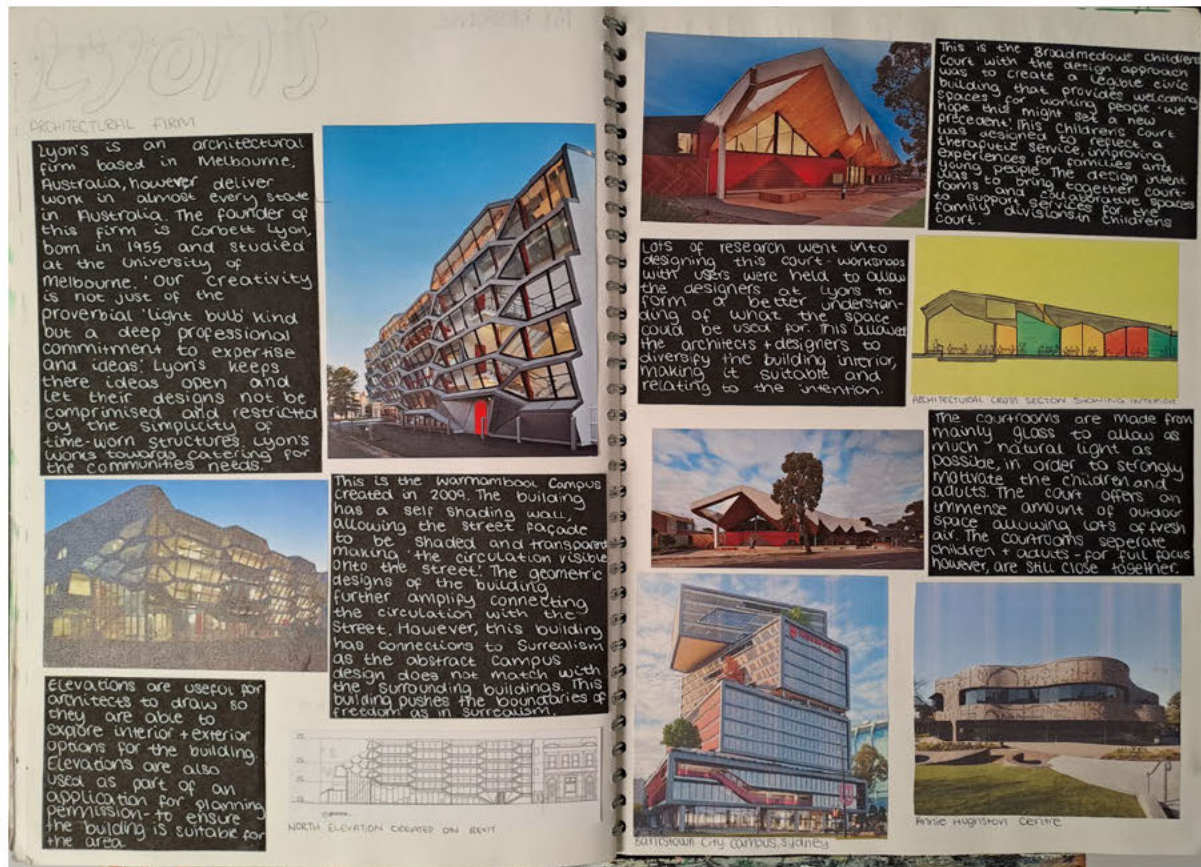 Lyons
ARCHITECTURAL FIRM
Lyon's is an architectural
firm based in Melbourne,
Australia, however deliver
work in almost every state
in Australia. The founder of
this firm is Corbett Lyon,
born in 1955 and studied
at the University of
Melbourne. 'Our creativity
is not just of the
proverbial 'light bulb' kind
but a deep professional
commitment to expertise
and ideas.' Lyon's keeps
there ideas open and
let their designs not be
comprimised and restricted
by the simplicity of
time-worn structures. Lyon's
works towards catering for
the communities needs.
This is the Warrnambool Campus
created in 2009. The building
has a self shading wall,
allowing the street façade
to be shaded and transparent
making 'the circulation visible
onto the street'. The geometric
designs of the building
further amplify connecting
the circulation with the
street. However, this building
has connections to Surrealism
as the abstract campus
design does not match with
the surrounding buildings. This
building pushes the boundaries of
freedom as in surrealism.
Elevations are useful for
architects to draw so
they are able to
explore interior + exterior
options for the building.
Elevations are also
used as part of an
application for planning
permission - to ensure
the building is suitable for
the area
NORTH ELEVATION CREATED ON REVIT
This is the Broadmedowe children
Court with the design approach
was to create a legible civic
building that provides welcoming
spaces for working people. 'We
hope this might set a new
precedent'. This Childrens Court
was designed to reflect a
theraputic service, improving
experiences for families and
young people. The design intent
was to bring together court-
rooms and collaborative spaces
to support services for the
family divisions in Childrens
Court.
Lots of research went into
designing this court - workshops
with users were held to allow
the designers at Lyons to
form a better understan-
ding of what the space
could be used for. This allowed
the architects + designers to
diversify the building interior,
making it suitable and
relating to the intention.
ARCHITECTURAL CROSS SECTION SHOWING INTERIOR
The courtrooms are made from
mainly glass to allow as
much natural light as
possible, in order to strongly
motivate the children and
adults. The court offers an
immense amount of outdoor
space allowing lots of fresh
air. The courtrooms seperate
children + adults - for full focus
however, are still close together.
Bankstown City Campus, Sydney
Annie Hughston Centre